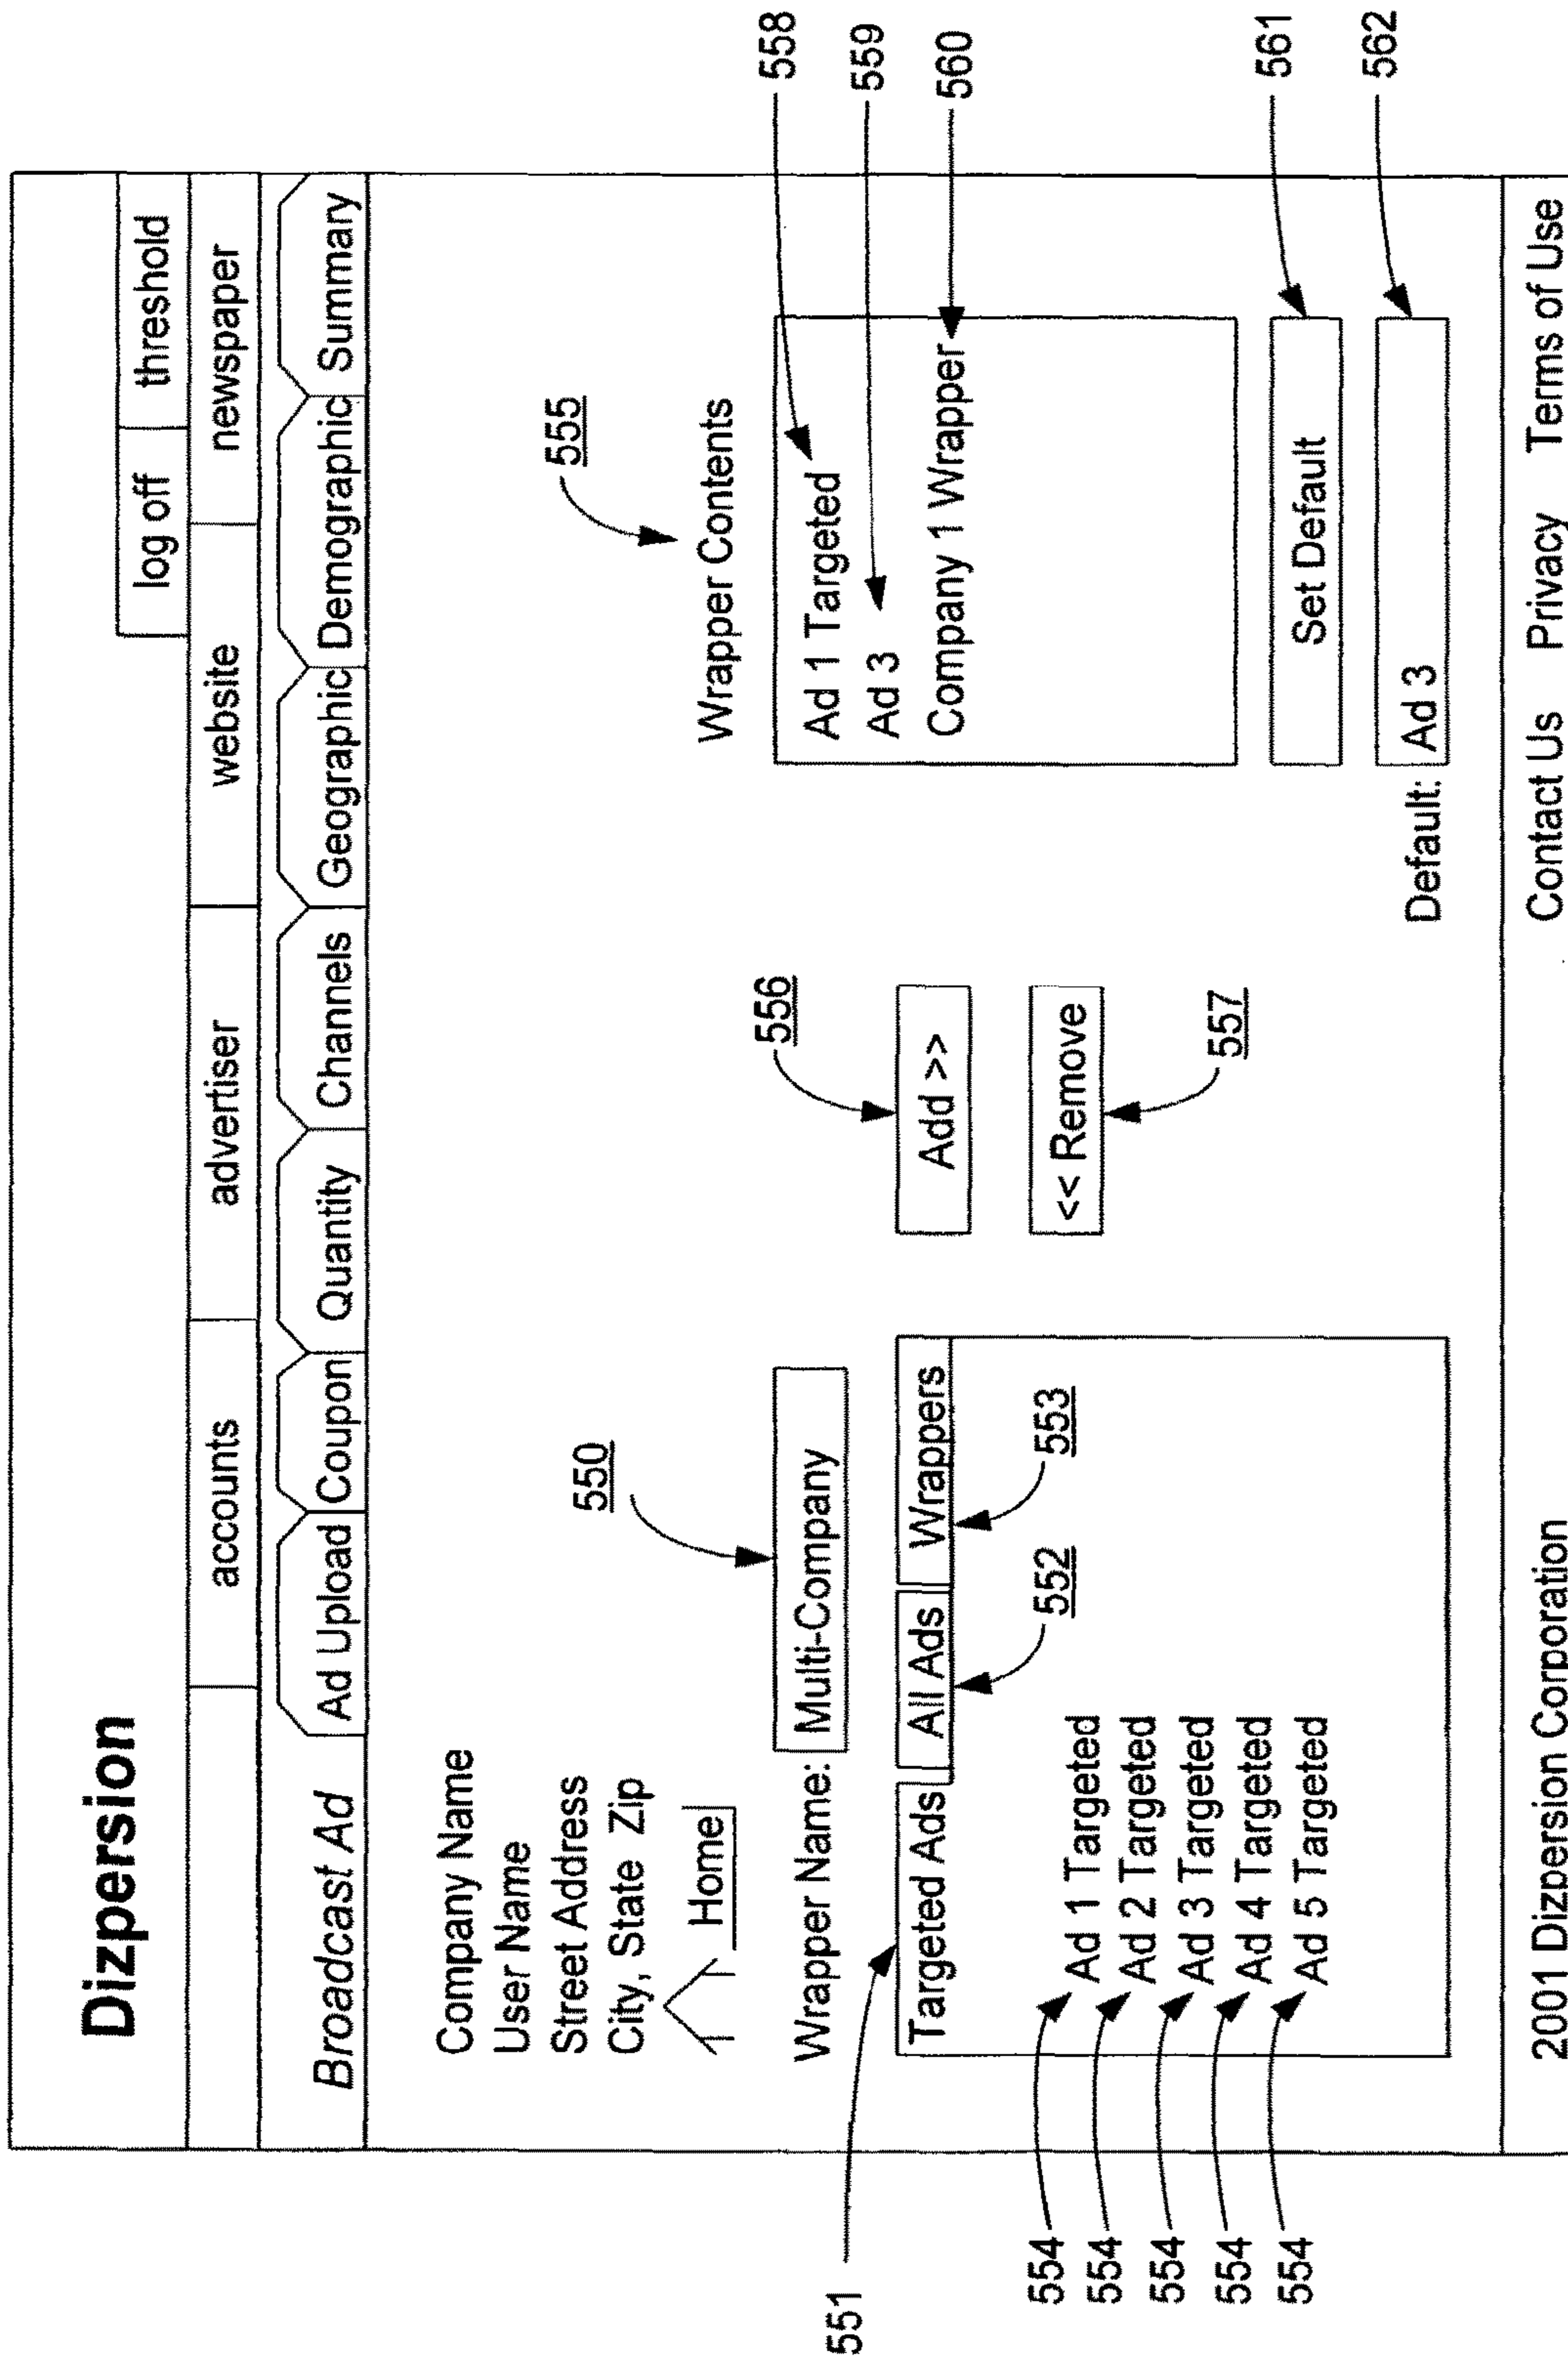 Dizpersion
log off threshold
accounts advertiser website newspaper
Broadcast Ad Ad Upload Coupon Quantity Channels Geographic Demographic Summary
Company Name
User Name
Street Address
City, State Zip
Home
550
555
Wrapper Name: Multi-Company
Wrapper Contents
551
Targeted Ads All Ads Wrappers
552
553
554 Ad 1 Targeted
554 Ad 2 Targeted
554 Ad 3 Targeted
554 Ad 4 Targeted
554 Ad 5 Targeted
556
Add >>
<< Remove
557
Ad 1 Targeted
Ad 3
Company 1 Wrapper
558
559
560
Set Default
561
Default: Ad 3
562
2001 Dizpersion Corporation Contact Us Privacy Terms of Use